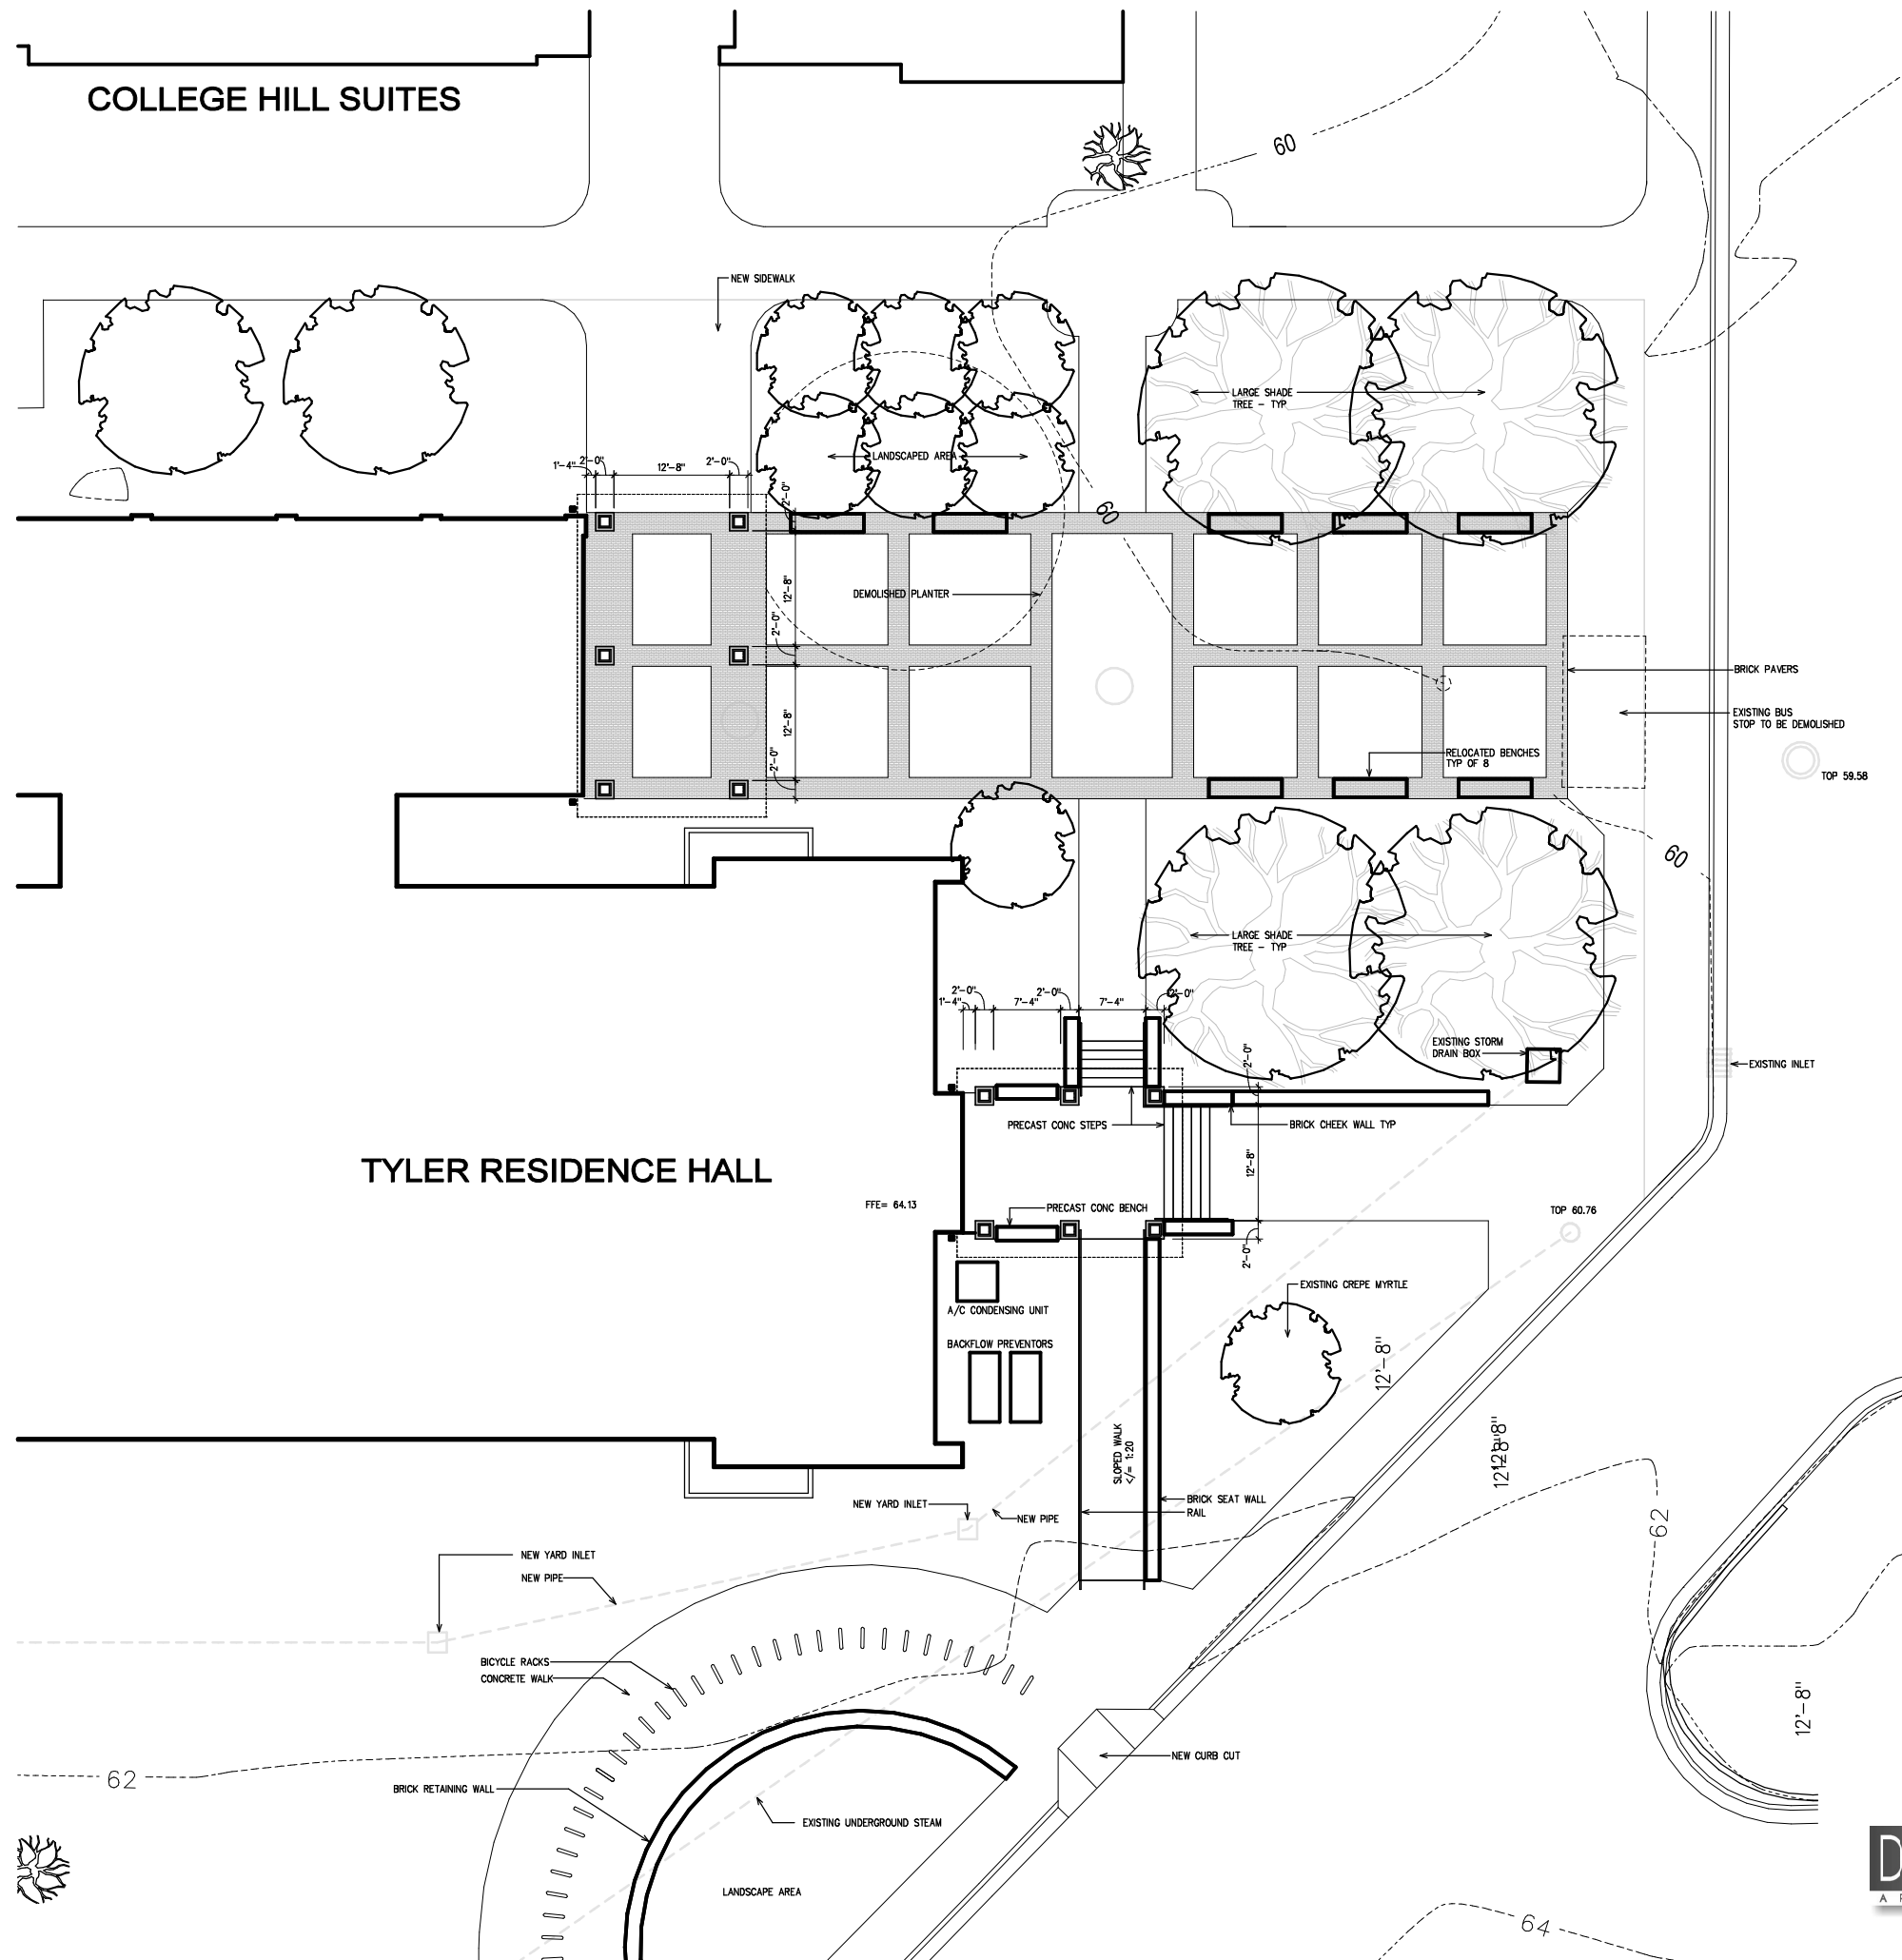 COLLEGE HILL SUITES
60
NEW SIDEWALK
LARGE SHADE
TREE - TYP
LANDSCAPED AREA
1'-4"
2'-0"
12'-8"
2'-0"
2'-0"
60
12'-8"
DEMOLISHED PLANTER
2'-0"
BRICK PAVERS
EXISTING BUS
STOP TO BE DEMOLISHED
12'-8"
RELOCATED BENCHES
TYP OF 8
2'-0"
TOP 59.58
60
LARGE SHADE
TREE - TYP
2'-0"
1'-4"
7'-4"
2'-0"
7'-4"
2'-0"
EXISTING STORM
DRAIN BOX
2'-0"
EXISTING INLET
PRECAST CONC STEPS
BRICK CHEEK WALL TYP
TYLER RESIDENCE HALL
12'-8"
FFE= 64.13
PRECAST CONC BENCH
TOP 60.76
2'-0"
EXISTING CREPE MYRTLE
A/C CONDENSING UNIT
BACKFLOW PREVENTORS
12'-8"
SLOPED WALK
</= 1:20
BRICK SEAT WALL
RAIL
NEW YARD INLET
NEW PIPE
62
NEW YARD INLET
NEW PIPE
BICYCLE RACKS
CONCRETE WALK
12'-8"
NEW CURB CUT
62
BRICK RETAINING WALL
EXISTING UNDERGROUND STEAM
LANDSCAPE AREA
64
D
A